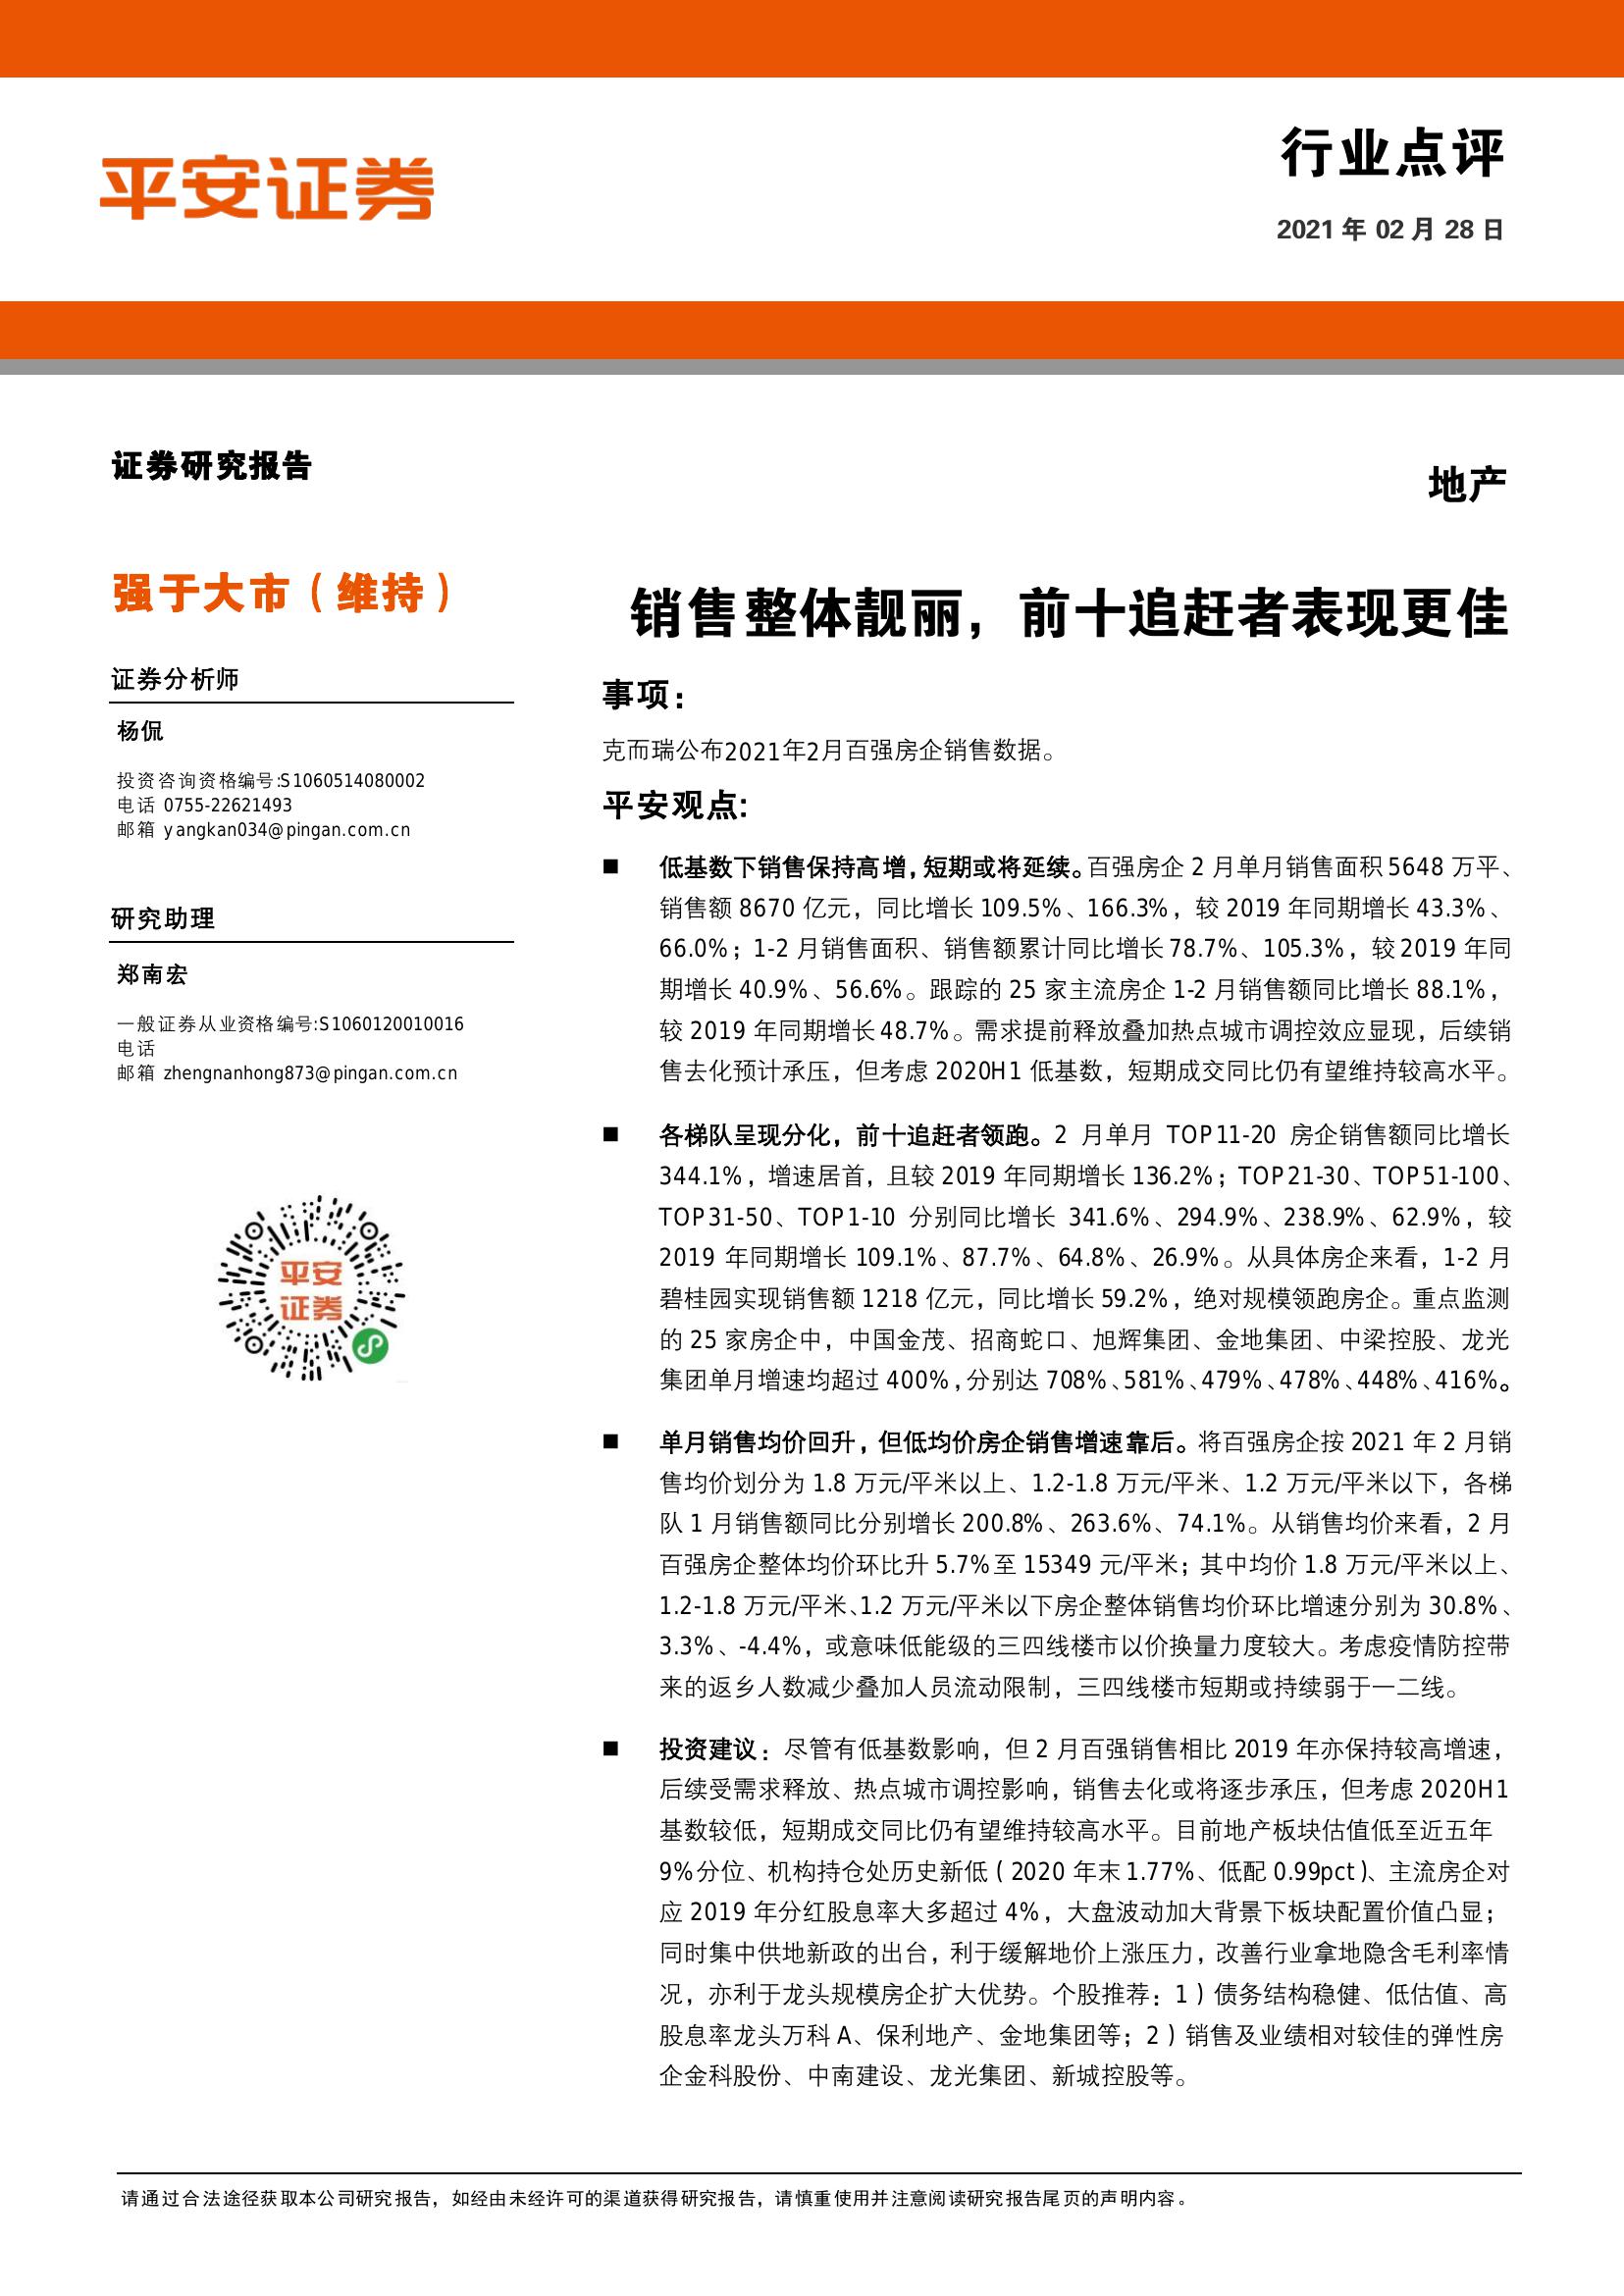 平安证券
行业点评
2021 年 02 月 28 日
证券研究报告
地产
强于大市（维持）
证券分析师
杨侃
投资咨询资格编号:S1060514080002
电话 0755-22621493
邮箱 yangkan034@pingan.com.cn
研究助理
郑南宏
一般证券从业资格编号:S1060120010016
电话
邮箱 zhengnanhong873@pingan.com.cn
平安
证券
销售整体靓丽，前十追赶者表现更佳
事项：
克而瑞公布2021年2月百强房企销售数据。
平安观点:
■ 低基数下销售保持高增，短期或将延续。百强房企 2 月单月销售面积 5648 万平、
销售额 8670 亿元，同比增长 109.5%、166.3%，较 2019 年同期增长 43.3%、
66.0%；1-2 月销售面积、销售额累计同比增长 78.7%、105.3%，较 2019 年同
期增长 40.9%、56.6%。跟踪的 25 家主流房企 1-2 月销售额同比增长 88.1%，
较 2019 年同期增长 48.7%。需求提前释放叠加热点城市调控效应显现，后续销
售去化预计承压，但考虑 2020H1 低基数，短期成交同比仍有望维持较高水平。
■ 各梯队呈现分化，前十追赶者领跑。2 月单月 TOP11-20 房企销售额同比增长
344.1%，增速居首，且较 2019 年同期增长 136.2%；TOP21-30、TOP51-100、
TOP31-50、TOP1-10 分别同比增长 341.6%、294.9%、238.9%、62.9%，较
2019 年同期增长 109.1%、87.7%、64.8%、26.9%。从具体房企来看，1-2 月
碧桂园实现销售额 1218 亿元，同比增长 59.2%，绝对规模领跑房企。重点监测
的 25 家房企中，中国金茂、招商蛇口、旭辉集团、金地集团、中梁控股、龙光
集团单月增速均超过 400%，分别达 708%、581%、479%、478%、448%、416%。
■ 单月销售均价回升，但低均价房企销售增速靠后。将百强房企按 2021 年 2 月销
售均价划分为 1.8 万元/平米以上、1.2-1.8 万元/平米、1.2 万元/平米以下，各梯
队 1 月销售额同比分别增长 200.8%、263.6%、74.1%。从销售均价来看，2 月
百强房企整体均价环比升 5.7%至 15349 元/平米；其中均价 1.8 万元/平米以上、
1.2-1.8 万元/平米、1.2 万元/平米以下房企整体销售均价环比增速分别为 30.8%、
3.3%、-4.4%，或意味低能级的三四线楼市以价换量力度较大。考虑疫情防控带
来的返乡人数减少叠加人员流动限制，三四线楼市短期或持续弱于一二线。
■ 投资建议：尽管有低基数影响，但 2 月百强销售相比 2019 年亦保持较高增速，
后续受需求释放、热点城市调控影响，销售去化或将逐步承压，但考虑 2020H1
基数较低，短期成交同比仍有望维持较高水平。目前地产板块估值低至近五年
9%分位、机构持仓处历史新低（2020 年末 1.77%、低配 0.99pct）、主流房企对
应 2019 年分红股息率大多超过 4%，大盘波动加大背景下板块配置价值凸显；
同时集中供地新政的出台，利于缓解地价上涨压力，改善行业拿地隐含毛利率情
况，亦利于龙头规模房企扩大优势。个股推荐：1）债务结构稳健、低估值、高
股息率龙头万科 A、保利地产、金地集团等；2）销售及业绩相对较佳的弹性房
企金科股份、中南建设、龙光集团、新城控股等。
请通过合法途径获取本公司研究报告，如经由未经许可的渠道获得研究报告，请慎重使用并注意阅读研究报告尾页的声明内容。